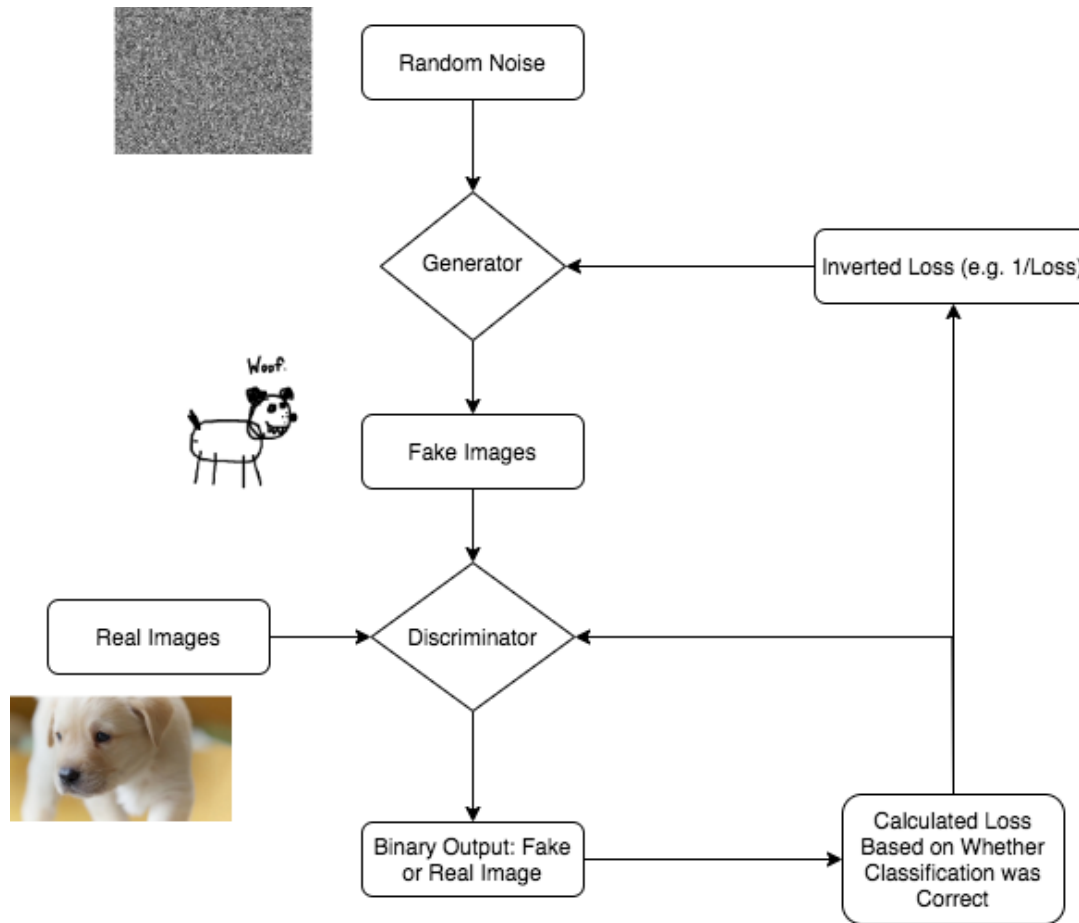 Random Noise
Generator
Inverted Loss (e.g. 1/Loss)
Woof.
Fake Images
Real Images
Discriminator
Binary Output: Fake
or Real Image
Calculated Loss
Based on Whether
Classification was
Correct